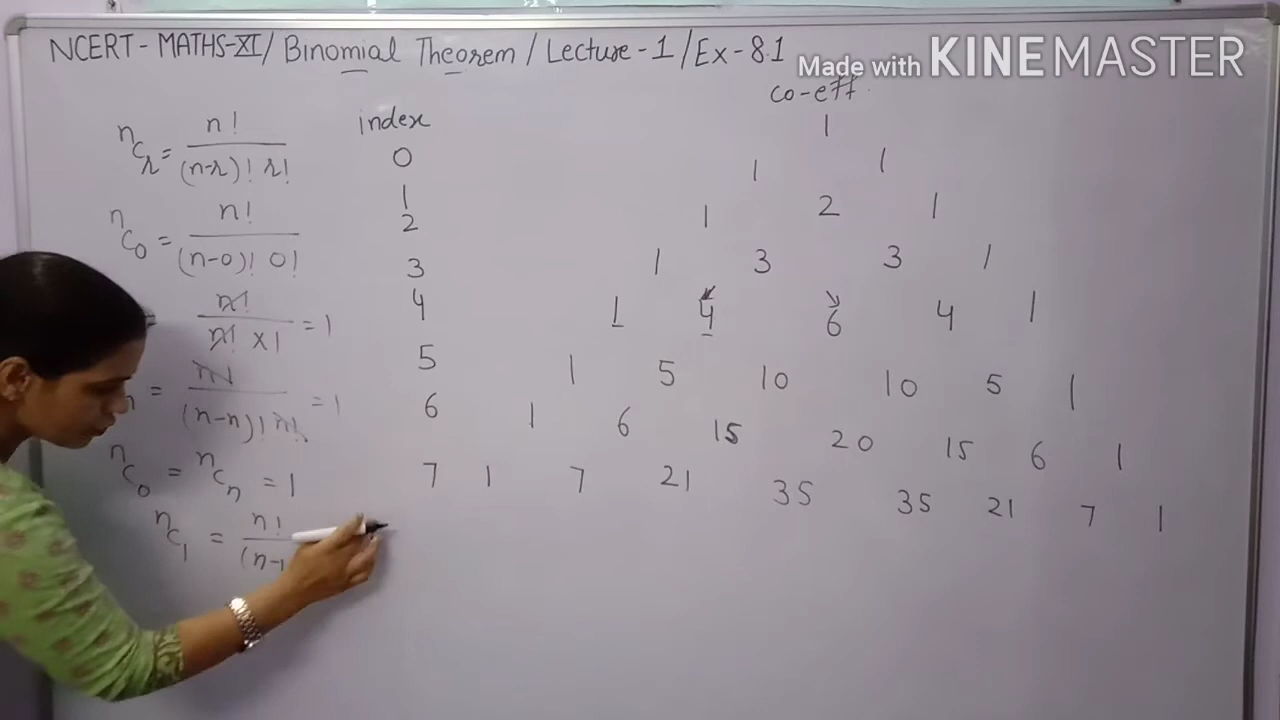 NCERT - MATHS-XI / Binomial Theorem / Lecture - 1 / Ex - 8.1
Made with KINEMASTER
nCr = n! / (n-r)! r!
nC0 = n! / (n-0)! 0!
n! / n! x 1 = 1
n = n! / (n-n)! n! = 1
nC0 = nCn = 1
nC1 = n! / (n-1
index
co-eff.
0 1
1 1 1
2 1 2 1
3 1 3 3 1
4 1 4 6 4 1
5 1 5 10 10 5 1
6 1 6 15 20 15 6 1
7 1 7 21 35 35 21 7 1